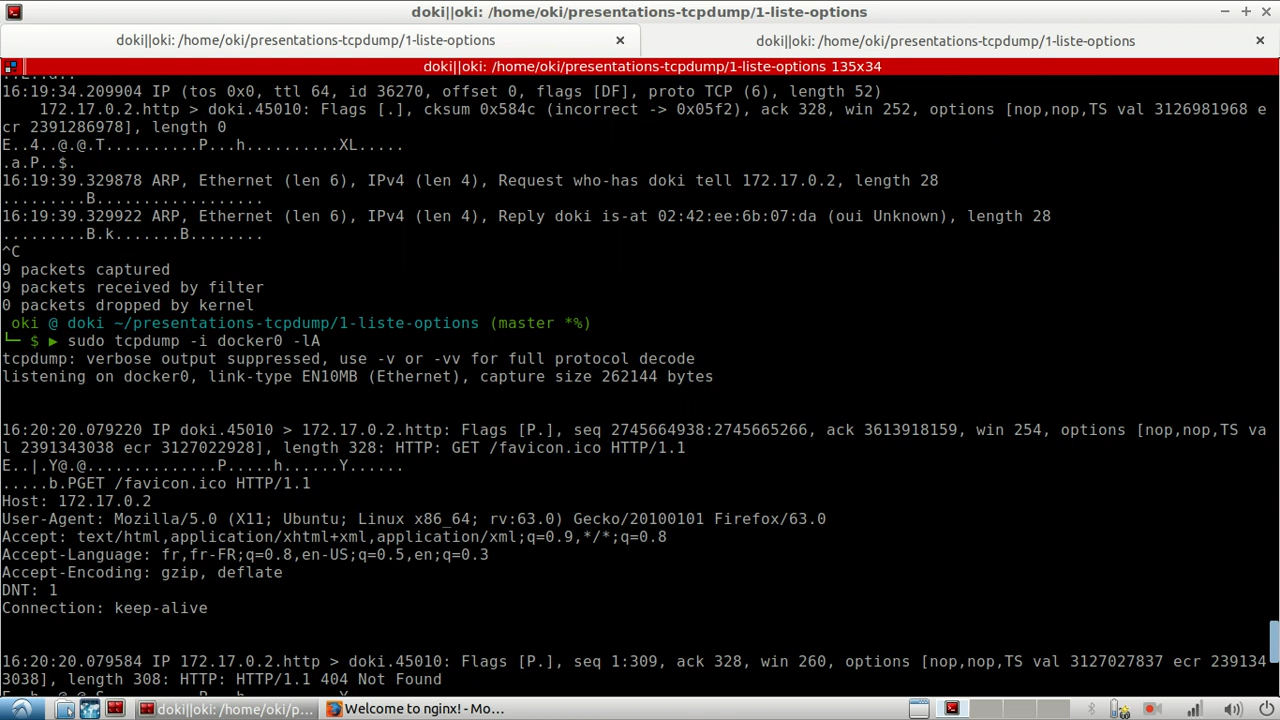 doki||oki: /home/oki/presentations-tcpdump/1-liste-options
doki||oki: /home/oki/presentations-tcpdump/1-liste-options
doki||oki: /home/oki/presentations-tcpdump/1-liste-options
doki||oki: /home/oki/presentations-tcpdump/1-liste-options 135x34
16:19:34.209904 IP (tos 0x0, ttl 64, id 36270, offset 0, flags [DF], proto TCP (6), length 52)
172.17.0.2.http > doki.45010: Flags [.], cksum 0x584c (incorrect -> 0x05f2), ack 328, win 252, options [nop,nop,TS val 3126981968 e
cr 2391286978], length 0
E..4..@.@.T..........P...h..........XL.....
.a.P..$.
16:19:39.329878 ARP, Ethernet (len 6), IPv4 (len 4), Request who-has doki tell 172.17.0.2, length 28
.........B..................
16:19:39.329922 ARP, Ethernet (len 6), IPv4 (len 4), Reply doki is-at 02:42:ee:6b:07:da (oui Unknown), length 28
.........B.k.......B........
^C
9 packets captured
9 packets received by filter
0 packets dropped by kernel
oki @ doki ~/presentations-tcpdump/1-liste-options (master *%)
└─ $ ▶ sudo tcpdump -i docker0 -lA
tcpdump: verbose output suppressed, use -v or -vv for full protocol decode
listening on docker0, link-type EN10MB (Ethernet), capture size 262144 bytes
16:20:20.079220 IP doki.45010 > 172.17.0.2.http: Flags [P.], seq 2745664938:2745665266, ack 3613918159, win 254, options [nop,nop,TS va
l 2391343038 ecr 3127022928], length 328: HTTP: GET /favicon.ico HTTP/1.1
E..|.Y@.@..............P.....h......Y......
.....b.PGET /favicon.ico HTTP/1.1
Host: 172.17.0.2
User-Agent: Mozilla/5.0 (X11; Ubuntu; Linux x86_64; rv:63.0) Gecko/20100101 Firefox/63.0
Accept: text/html,application/xhtml+xml,application/xml;q=0.9,*/*;q=0.8
Accept-Language: fr,fr-FR;q=0.8,en-US;q=0.5,en;q=0.3
Accept-Encoding: gzip, deflate
DNT: 1
Connection: keep-alive
16:20:20.079584 IP 172.17.0.2.http > doki.45010: Flags [P.], seq 1:309, ack 328, win 260, options [nop,nop,TS val 3127027837 ecr 239134
3038], length 308: HTTP: HTTP/1.1 404 Not Found
doki||oki: /home/oki/p...
Welcome to nginx! - Mo...